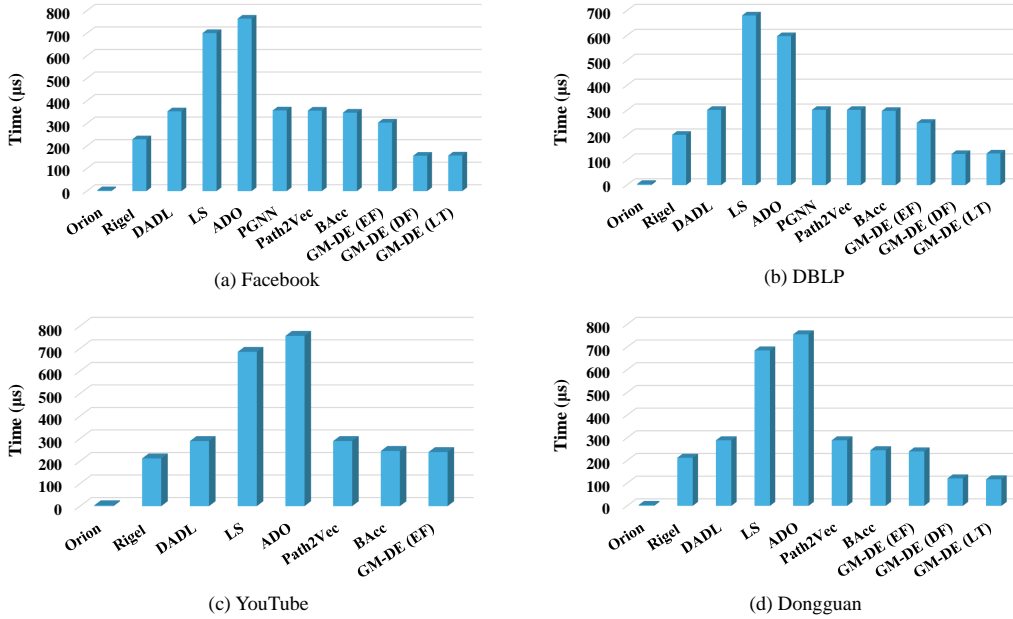 Time (μs)
800
700
600
500
400
300
200
100
0
Orion
Rigel
DADL
LS
ADO
PGNN
Path2Vec
BAcc
GM-DE (EF)
GM-DE (DF)
GM-DE (LT)
(a) Facebook
Time (μs)
700
600
500
400
300
200
100
0
Orion
Rigel
DADL
LS
ADO
PGNN
Path2Vec
BAcc
GM-DE (EF)
GM-DE (DF)
GM-DE (LT)
(b) DBLP
Time (μs)
800
700
600
500
400
300
200
100
0
Orion
Rigel
DADL
LS
ADO
Path2Vec
BAcc
GM-DE (EF)
(c) YouTube
Time (μs)
800
700
600
500
400
300
200
100
0
Orion
Rigel
DADL
LS
ADO
Path2Vec
BAcc
GM-DE (EF)
GM-DE (DF)
GM-DE (LT)
(d) Dongguan